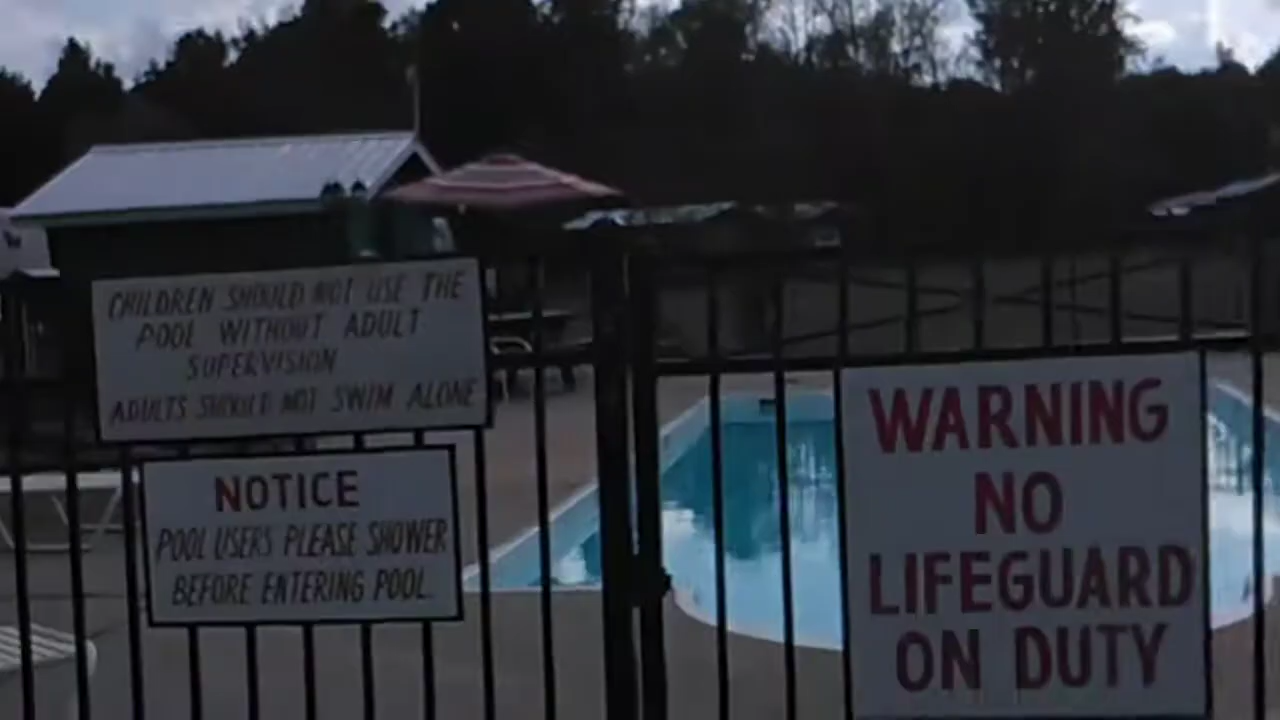 CHILDREN SHOULD NOT USE THE
POOL WITHOUT ADULT
SUPERVISION
ADULTS SHOULD NOT SWIM ALONE
NOTICE
POOL USERS PLEASE SHOWER
BEFORE ENTERING POOL.
WARNING
NO
LIFEGUARD
ON DUTY